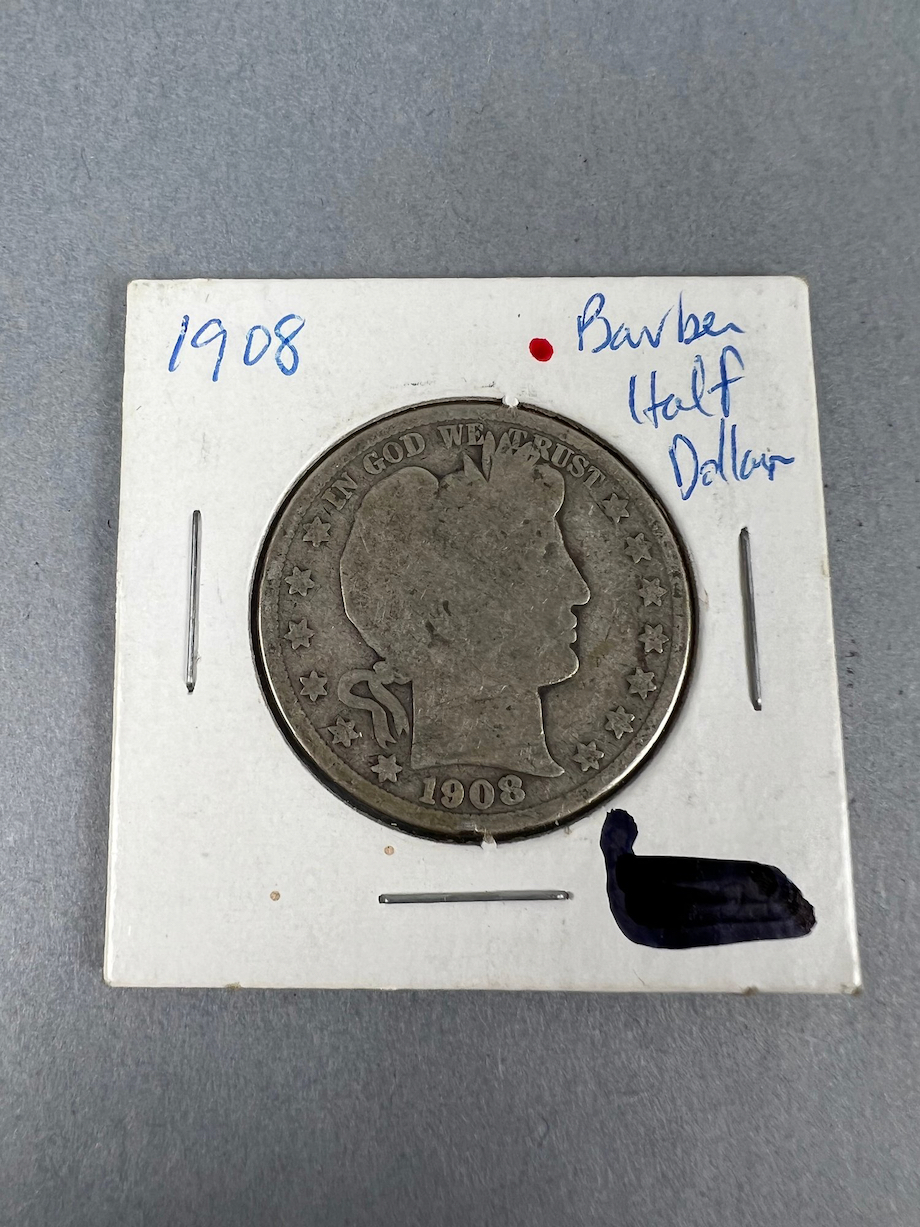 1908
Barber
Half
Dollar
IN GOD WE TRUST
1908